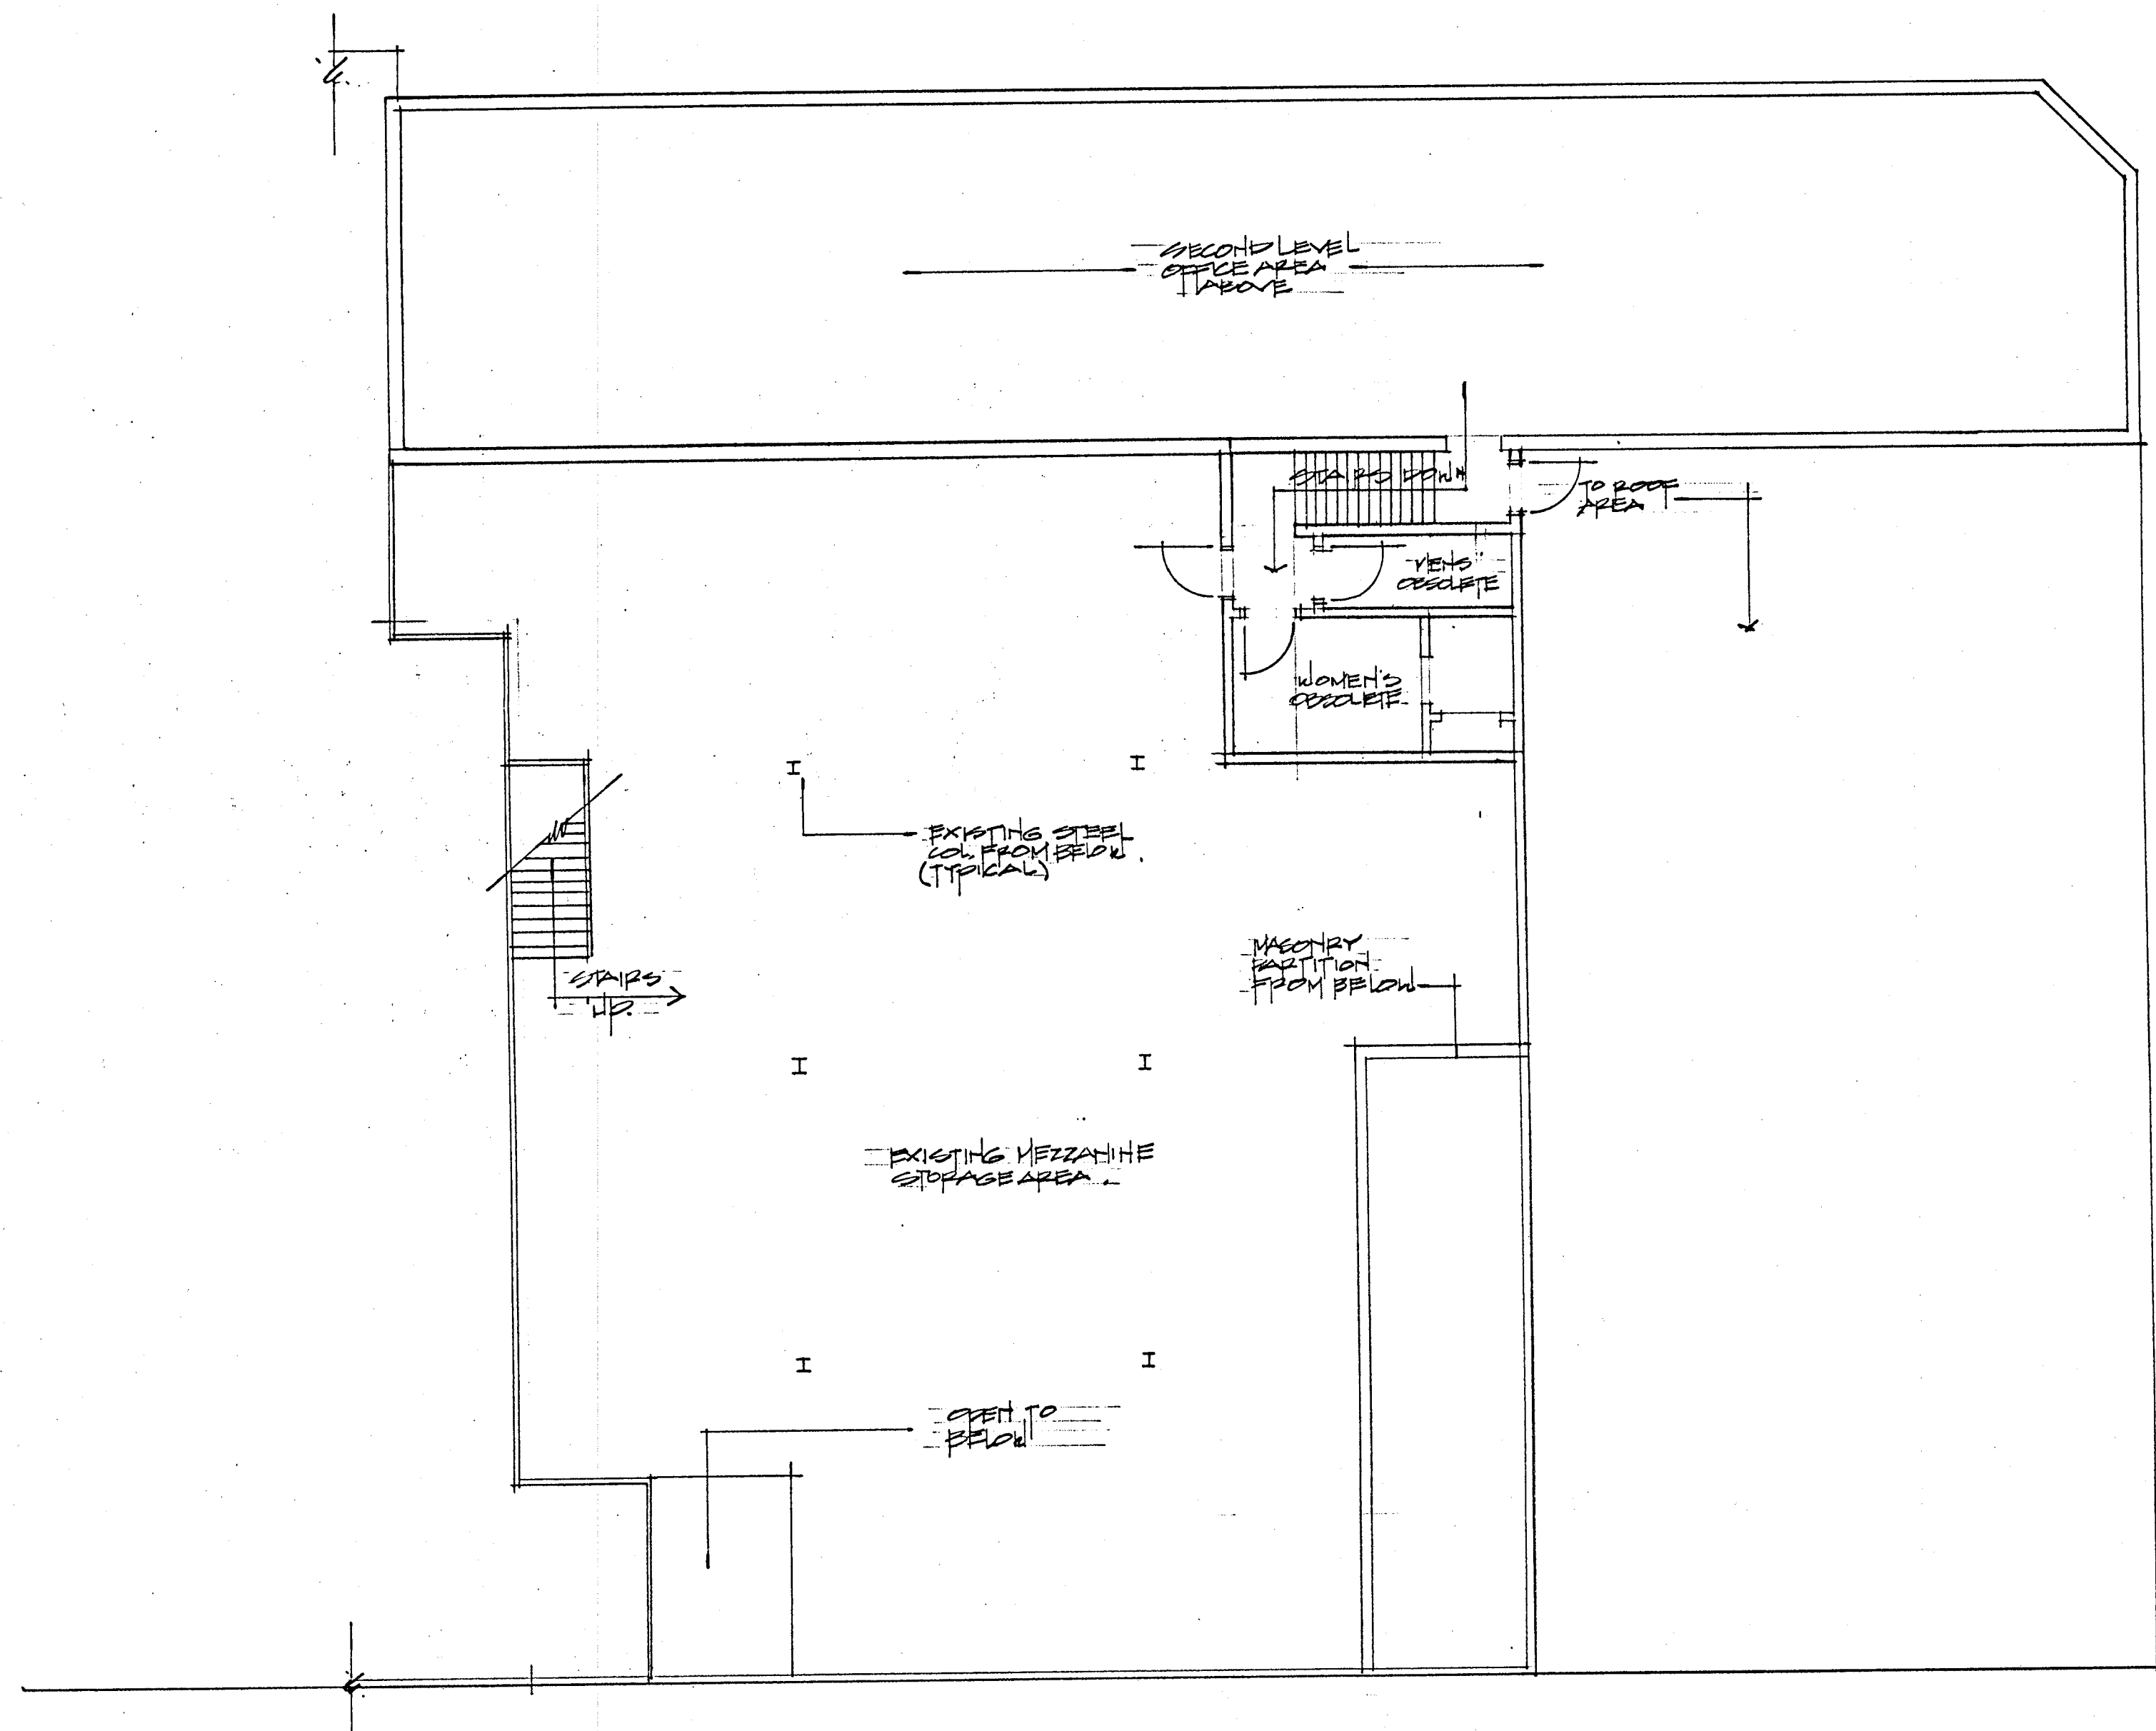 SECOND LEVEL
OFFICE AREA
ABOVE
STAIRS DOWN
TO ROOF
AREA
MENS'
OBSOLETE
WOMEN'S
OBSOLETE
EXISTING STEEL
COL. FROM BELOW.
(TYPICAL)
MASONRY
PARTITION
FROM BELOW
STAIRS
UP.
EXISTING MEZZANINE
STORAGE AREA.
OPEN TO
BELOW